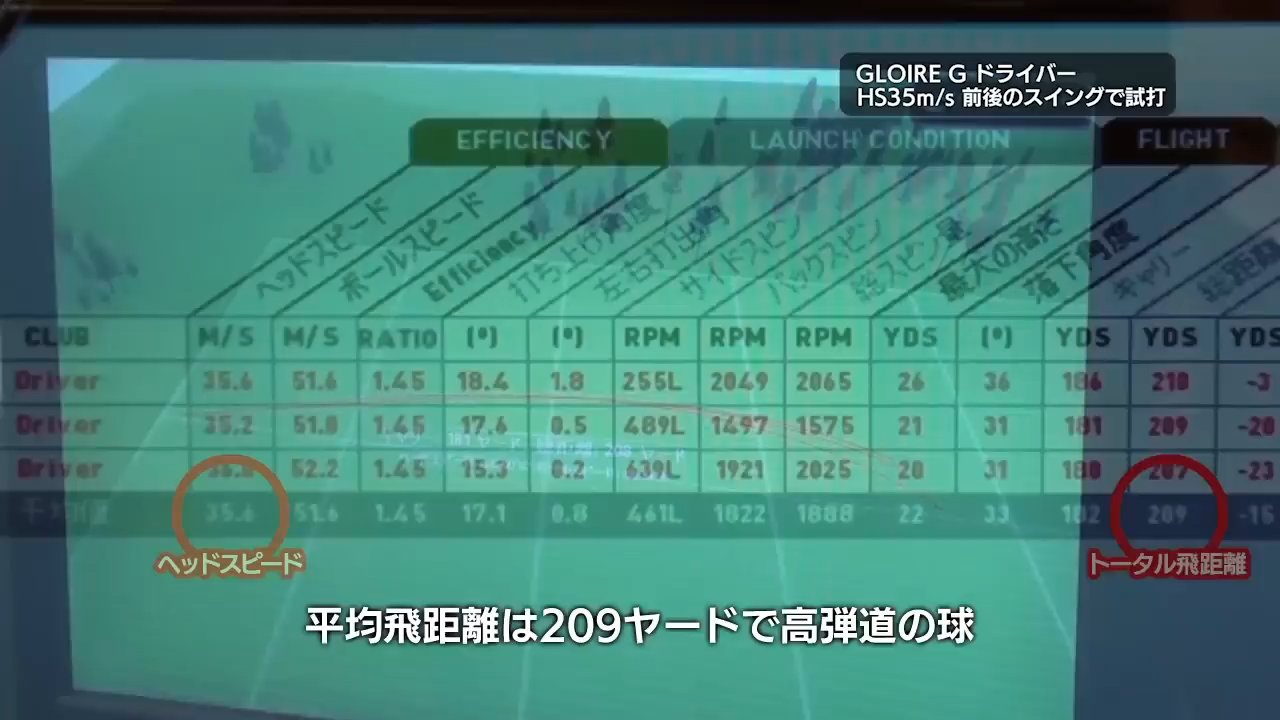 GLOIRE G ドライバー
HS35m/s 前後のスイングで試打
EFFICIENCY LAUNCH CONDITION FLIGHT
ヘッドスピード ボールスピード Efficiency 打ち上げ角度 左右打出角 サイドスピン バックスピン 総スピン量 最大の高さ 落下角度 キャリー 総距離
CLUB M/S M/S RATIO (°) (°) RPM RPM RPM YDS (°) YDS YDS YDS
Driver 35.6 51.6 1.45 18.4 1.8 255L 2049 2065 26 36 186 210 -3
Driver 35.2 51.8 1.45 17.6 0.5 489L 1497 1575 21 31 181 209 -20
Driver 52.2 1.45 15.3 0.2 639L 1921 2025 20 31 180 207 -23
平均値 35.6 51.6 1.45 17.1 0.8 461L 1822 1888 22 33 182 209 -15
ヘッドスピード トータル飛距離
平均飛距離は209ヤードで高弾道の球